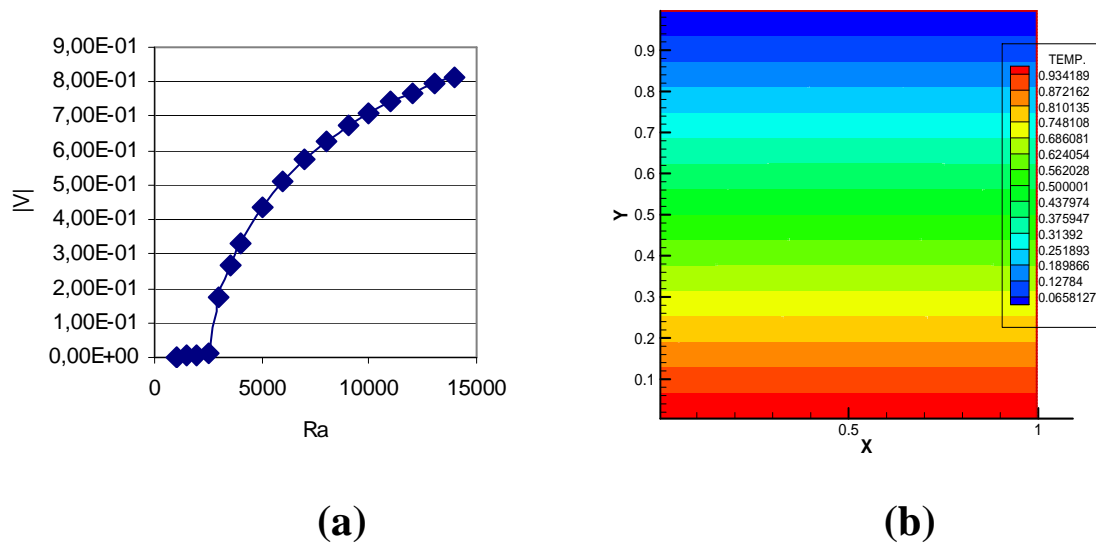 9,00E-01
8,00E-01
7,00E-01
6,00E-01
5,00E-01
4,00E-01
3,00E-01
2,00E-01
1,00E-01
0,00E+00
|V|
0 5000 10000 15000
Ra
(a)
0.9
0.8
0.7
0.6
0.5
0.4
0.3
0.2
0.1
Y
0.5 1
X
TEMP.
0.934189
0.872162
0.810135
0.748108
0.686081
0.624054
0.562028
0.500001
0.437974
0.375947
0.31392
0.251893
0.189866
0.12784
0.0658127
(b)